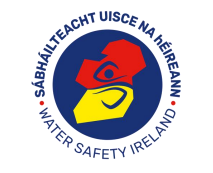 SÁBHÁILTEACHT UISCE NA hÉIREANN
WATER SAFETY IRELAND